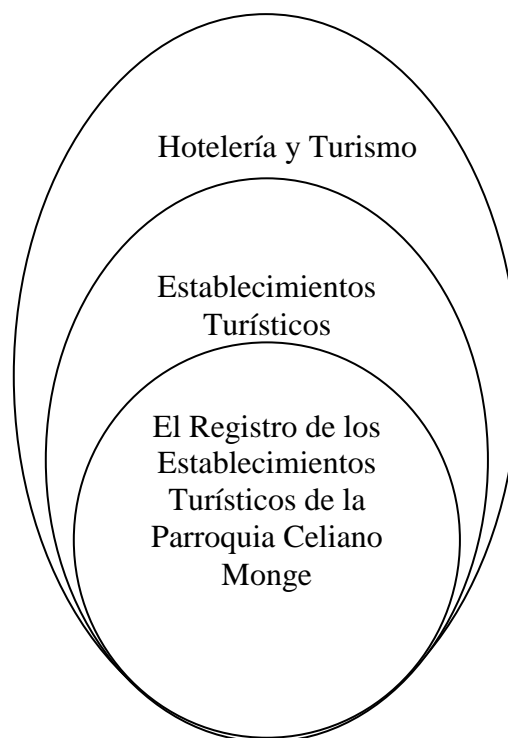 Hotelería y Turismo
Establecimientos
Turísticos
El Registro de los
Establecimientos
Turísticos de la
Parroquia Celiano
Monge